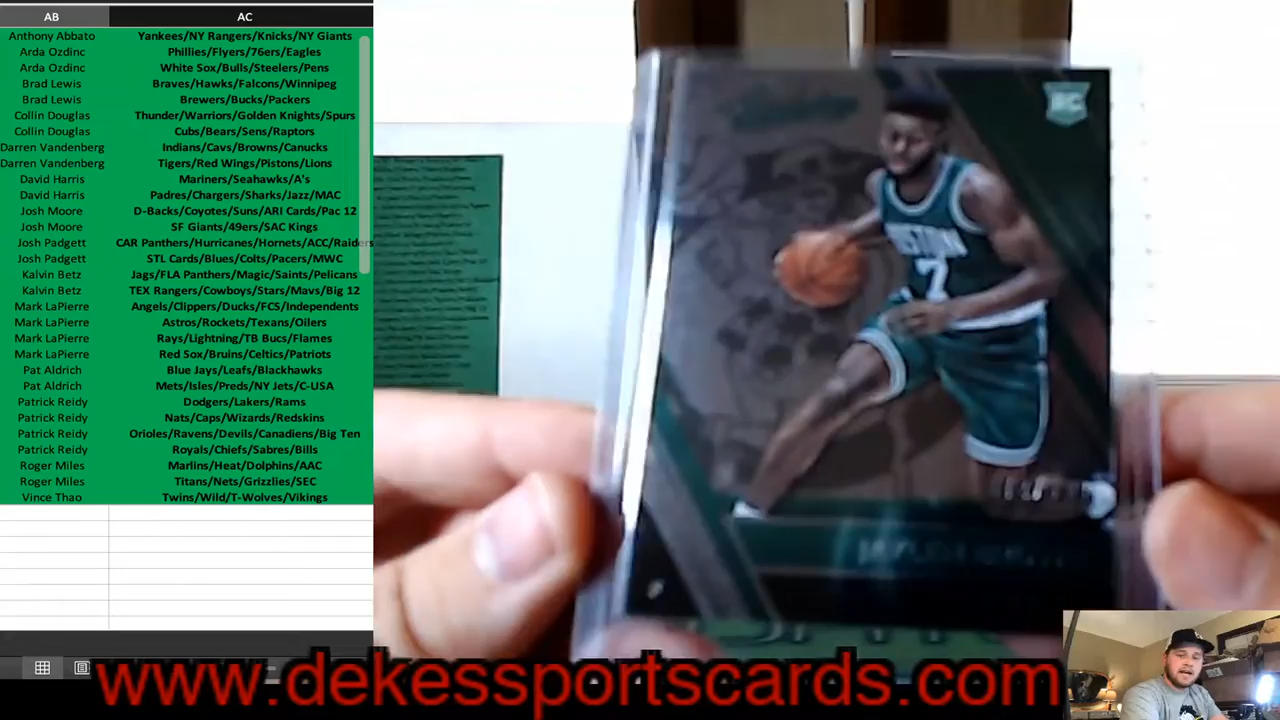 AB AC
Anthony Abbato Yankees/NY Rangers/Knicks/NY Giants
Arda Ozdinc Phillies/Flyers/76ers/Eagles
Arda Ozdinc White Sox/Bulls/Steelers/Pens
Brad Lewis Braves/Hawks/Falcons/Winnipeg
Brad Lewis Brewers/Bucks/Packers
Collin Douglas Thunder/Warriors/Golden Knights/Spurs
Collin Douglas Cubs/Bears/Sens/Raptors
Darren Vandenberg Indians/Cavs/Browns/Canucks
Darren Vandenberg Tigers/Red Wings/Pistons/Lions
David Harris Mariners/Seahawks/A's
David Harris Padres/Chargers/Sharks/Jazz/MAC
Josh Moore D-Backs/Coyotes/Suns/ARI Cards/Pac 12
Josh Moore SF Giants/49ers/SAC Kings
Josh Padgett CAR Panthers/Hurricanes/Hornets/ACC/Raiders
Josh Padgett STL Cards/Blues/Colts/Pacers/MWC
Kalvin Betz Jags/FLA Panthers/Magic/Saints/Pelicans
Kalvin Betz TEX Rangers/Cowboys/Stars/Mavs/Big 12
Mark LaPierre Angels/Clippers/Ducks/FCS/Independents
Mark LaPierre Astros/Rockets/Texans/Oilers
Mark LaPierre Rays/Lightning/TB Bucs/Flames
Mark LaPierre Red Sox/Bruins/Celtics/Patriots
Pat Aldrich Blue Jays/Leafs/Blackhawks
Pat Aldrich Mets/Isles/Preds/NY Jets/C-USA
Patrick Reidy Dodgers/Lakers/Rams
Patrick Reidy Nats/Caps/Wizards/Redskins
Patrick Reidy Orioles/Ravens/Devils/Canadiens/Big Ten
Patrick Reidy Royals/Chiefs/Sabres/Bills
Roger Miles Marlins/Heat/Dolphins/AAC
Roger Miles Titans/Nets/Grizzlies/SEC
Vince Thao Twins/Wild/T-Wolves/Vikings
RC
BOSTON
7
www.dekessportscards.com